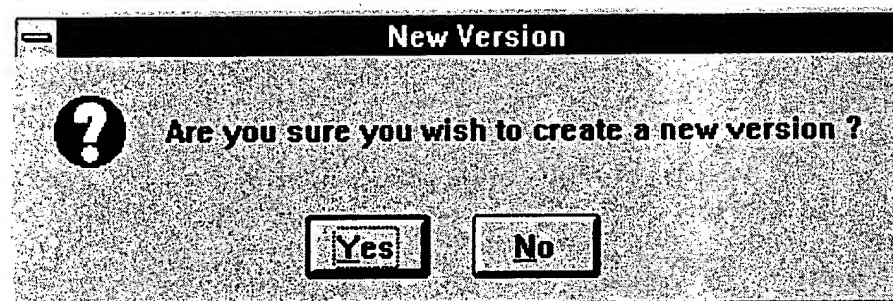 New Version
Are you sure you wish to create a new version ?
Yes
No